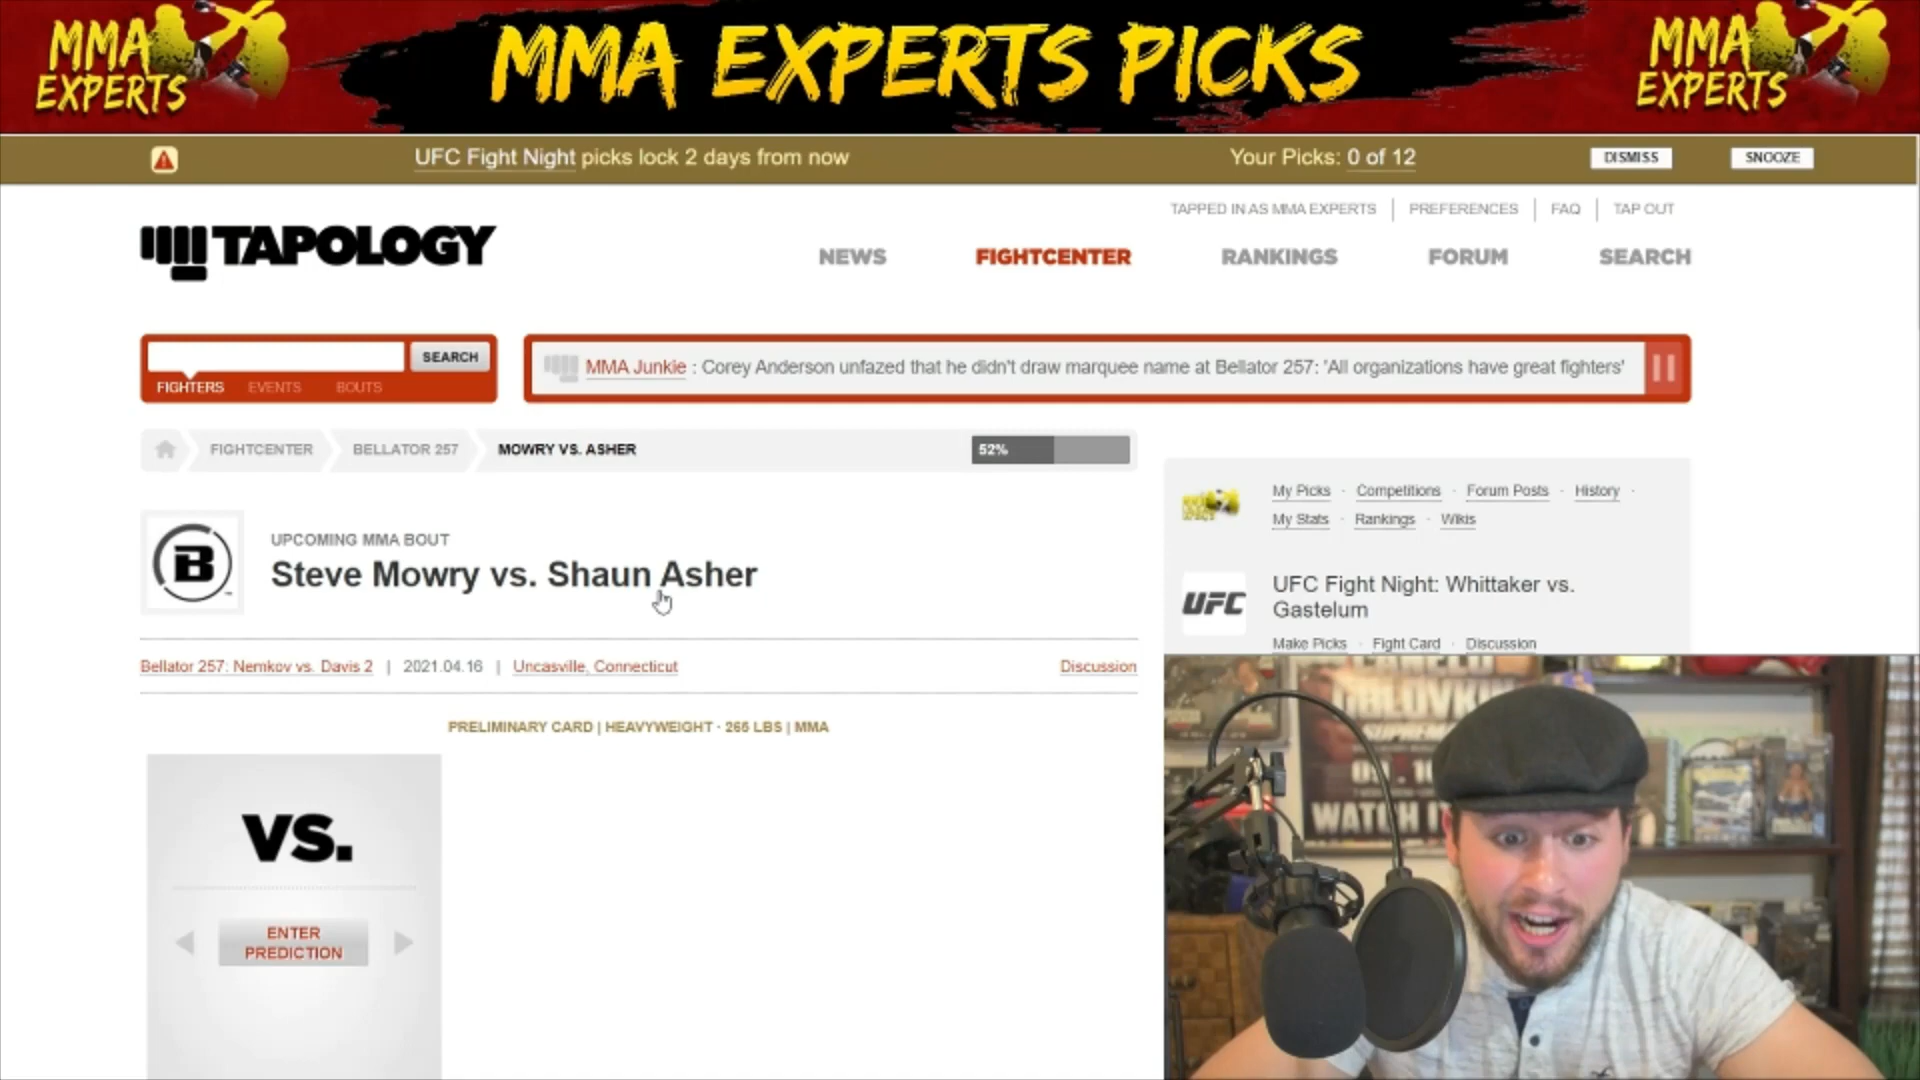 MMA EXPERTS
MMA EXPERTS PICKS
MMA EXPERTS
UFC Fight Night picks lock 2 days from now
Your Picks: 0 of 12
DISMISS
SNOOZE
TAPPED IN AS MMA EXPERTS
PREFERENCES
FAQ
TAP OUT
TAPOLOGY
NEWS
FIGHTCENTER
RANKINGS
FORUM
SEARCH
SEARCH
FIGHTERS
EVENTS
BOUTS
MMA Junkie : Corey Anderson unfazed that he didn't draw marquee name at Bellator 257: 'All organizations have great fighters'
FIGHTCENTER
BELLATOR 257
MOWRY VS. ASHER
52%
My Picks · Competitions · Forum Posts · History ·
My Stats · Rankings · Wikis
B
UPCOMING MMA BOUT
Steve Mowry vs. Shaun Asher
UFC
UFC Fight Night: Whittaker vs.
Gastelum
Make Picks · Fight Card · Discussion
Bellator 257: Nemkov vs. Davis 2 | 2021.04.16 | Uncasville, Connecticut
Discussion
PRELIMINARY CARD | HEAVYWEIGHT · 265 LBS | MMA
VS.
ENTER
PREDICTION
WATCH